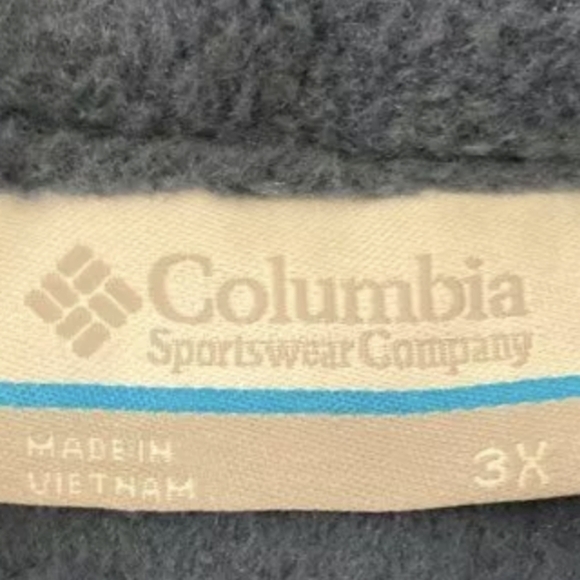 Columbia
Sportswear Company
MADE IN
VIETNAM
3X